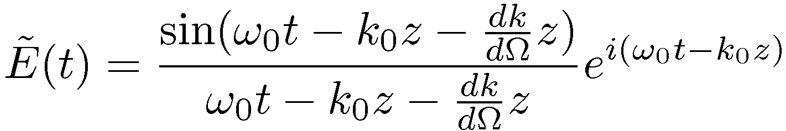 \tilde{E}(t) = \frac{\sin(\omega_0 t - k_0 z - \frac{dk}{d\Omega} z)}{\omega_0 t - k_0 z - \frac{dk}{d\Omega} z} e^{i(\omega_0 t - k_0 z)}